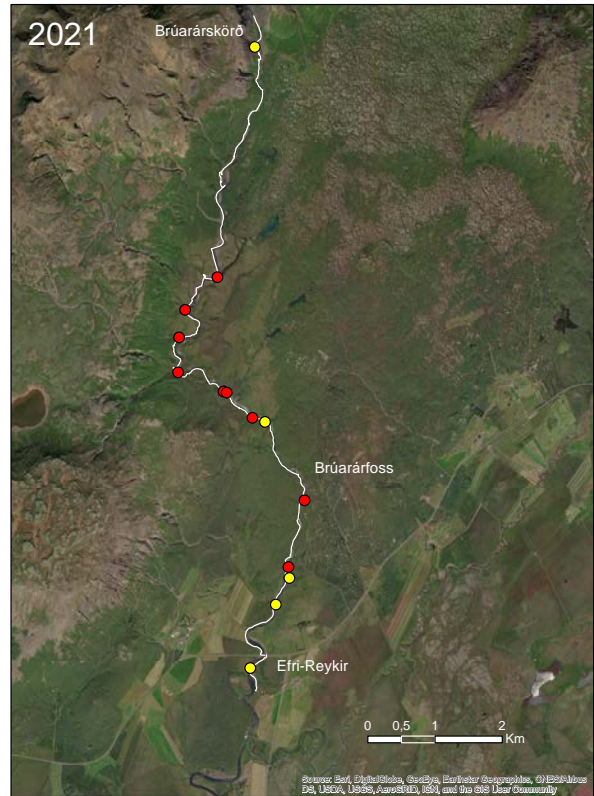 2021
Brúarárskörð
Brúarárfoss
Efri-Reykir
0 0,5 1 2
Km
Source: Esri, DigitalGlobe, GeoEye, Earthstar Geographics, CNES/Airbus
DS, USDA, USGS, AeroGRID, IGN, and the GIS User Community